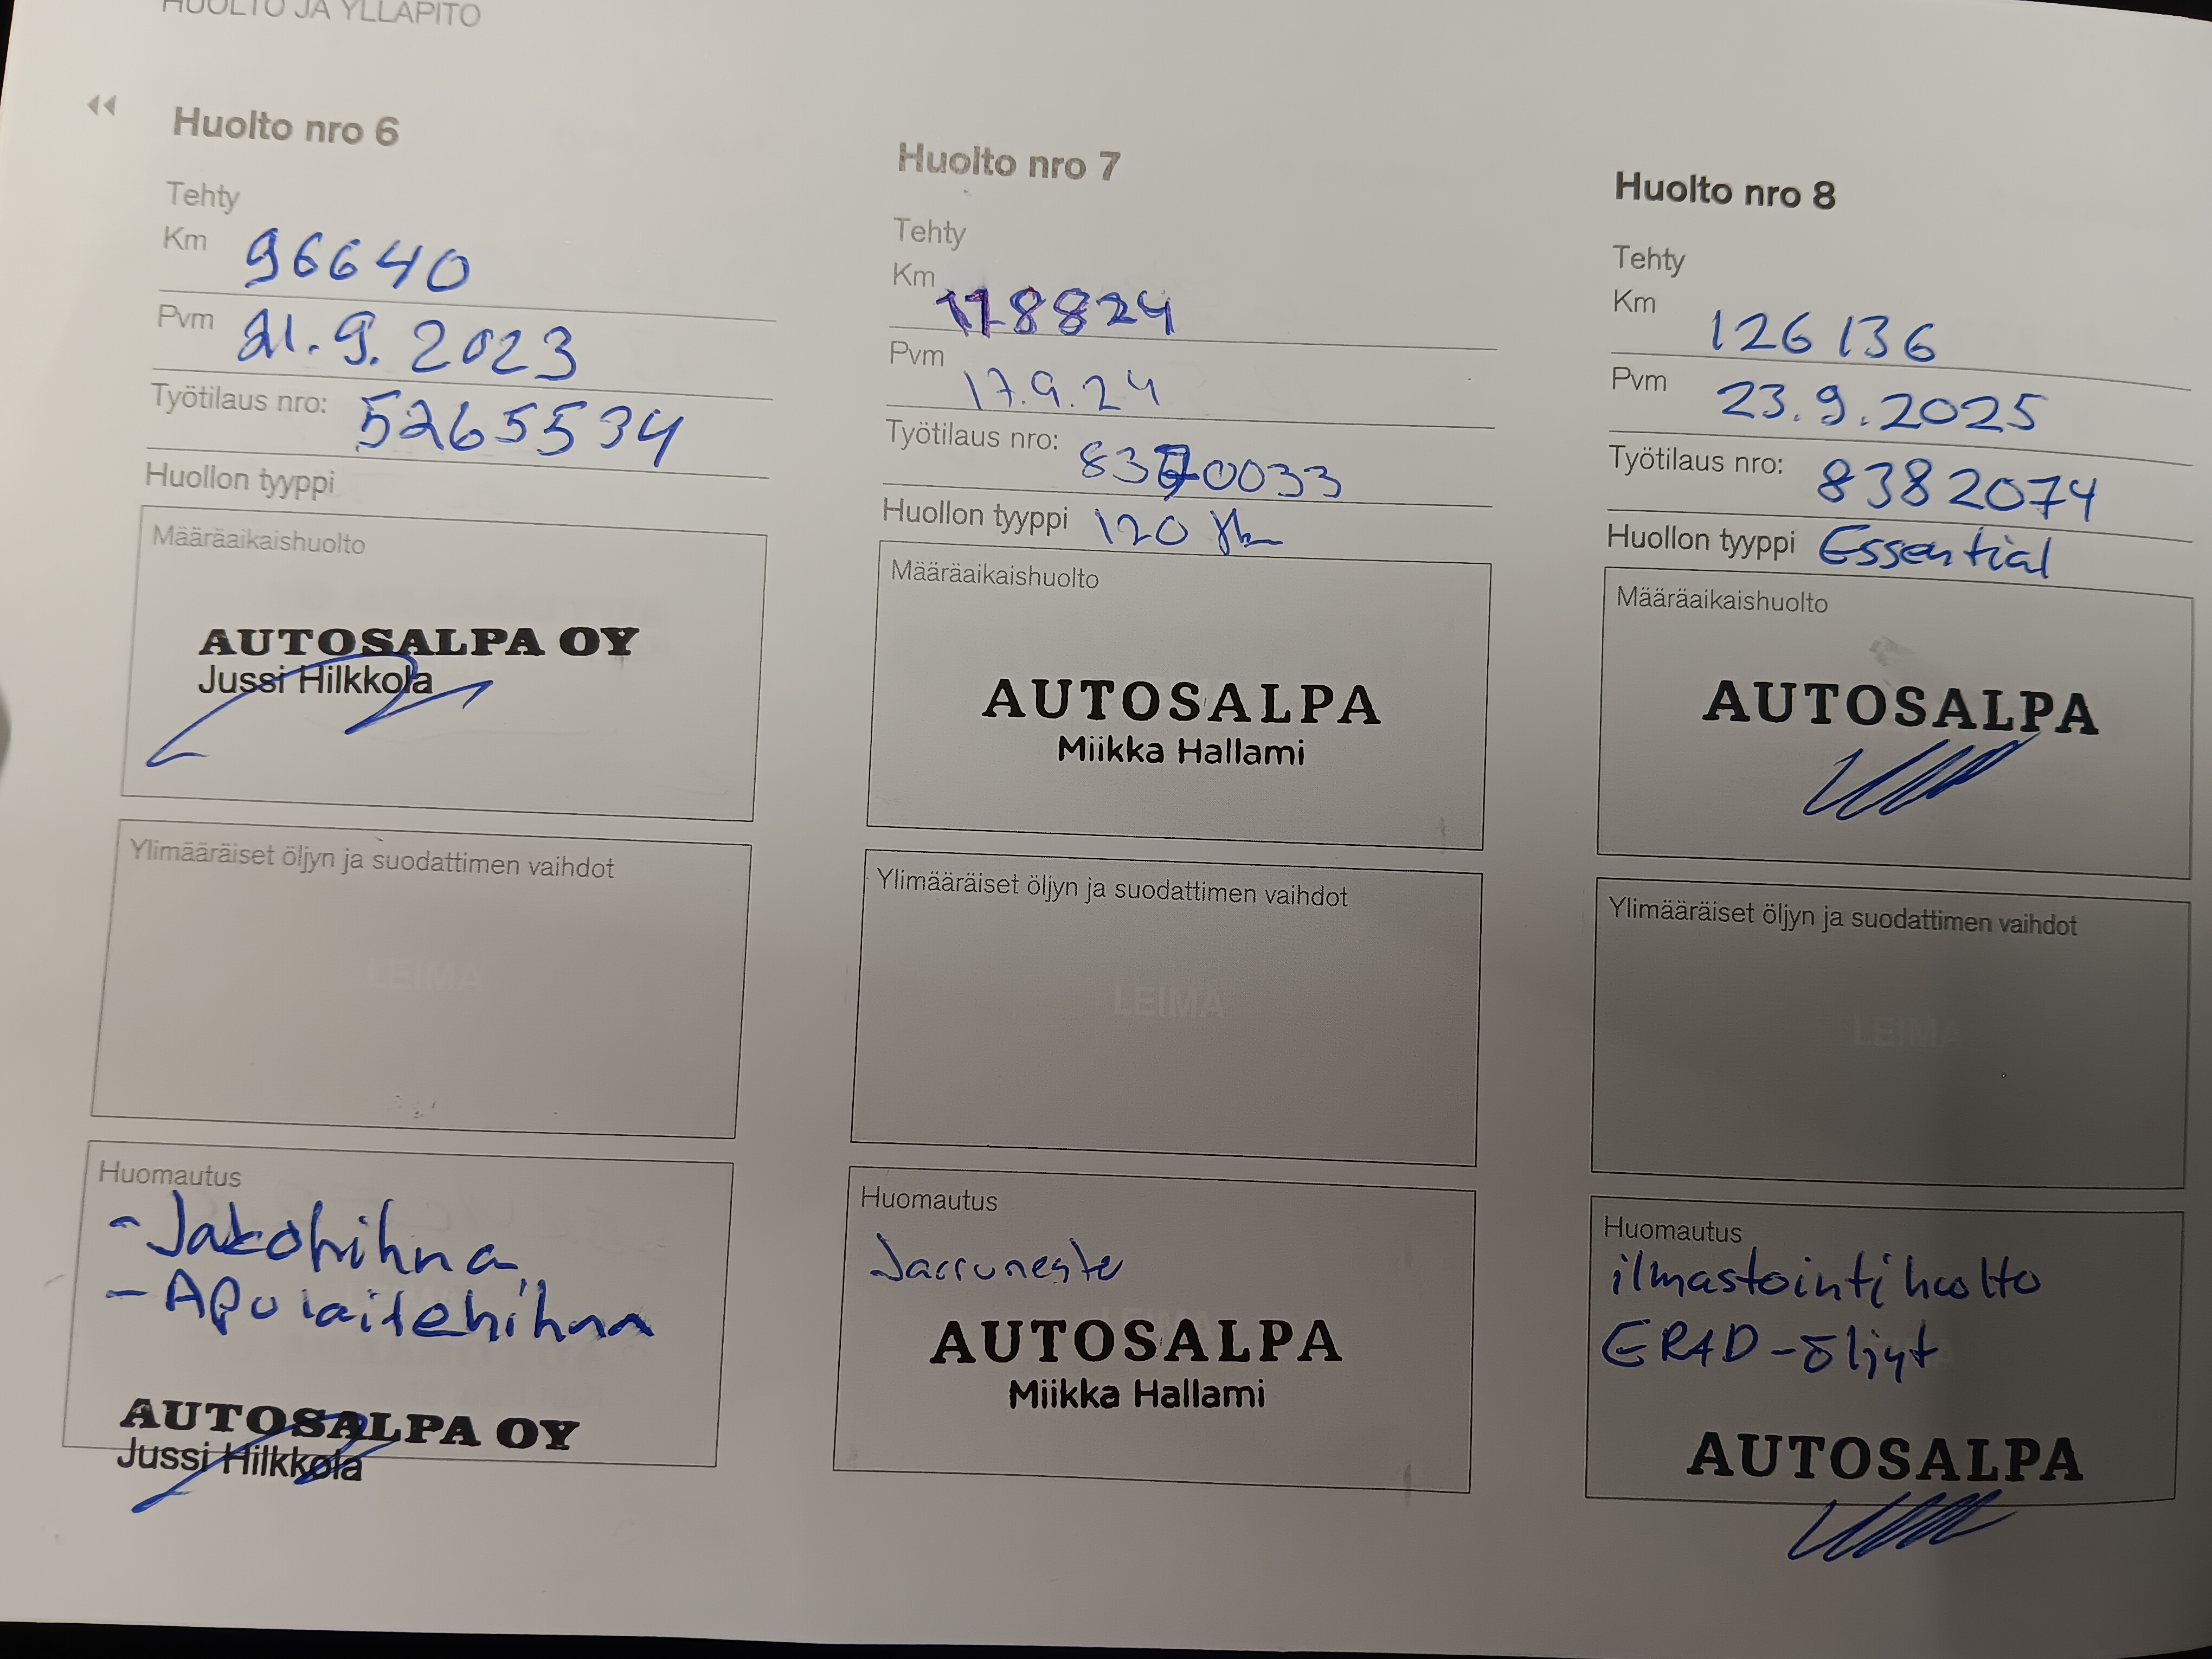 HUOLTO JA YLLÄPITO
Huolto nro 6
Tehty
Km 96640
Pvm 21.9.2023
Työtilaus nro: 5265534
Huollon tyyppi
Määräaikaishuolto
AUTOSALPA OY
Jussi Hilkkola
Ylimääräiset öljyn ja suodattimen vaihdot
LEIMA
Huomautus
- Jakohihna
- Apulaitehihna
AUTOSALPA OY
Jussi Hilkkola
Huolto nro 7
Tehty
Km 118824
Pvm 17.9.24
Työtilaus nro: 8370033
Huollon tyyppi 120
Määräaikaishuolto
AUTOSALPA
Miikka Hallami
Ylimääräiset öljyn ja suodattimen vaihdot
LEIMA
Huomautus
Jarruneste
AUTOSALPA
Miikka Hallami
Huolto nro 8
Tehty
Km 126 136
Pvm 23.9.2025
Työtilaus nro: 8382074
Huollon tyyppi Essential
Määräaikaishuolto
AUTOSALPA
Ylimääräiset öljyn ja suodattimen vaihdot
LEIMA
Huomautus
ilmastointihuolto
ERAD-öljyt
AUTOSALPA